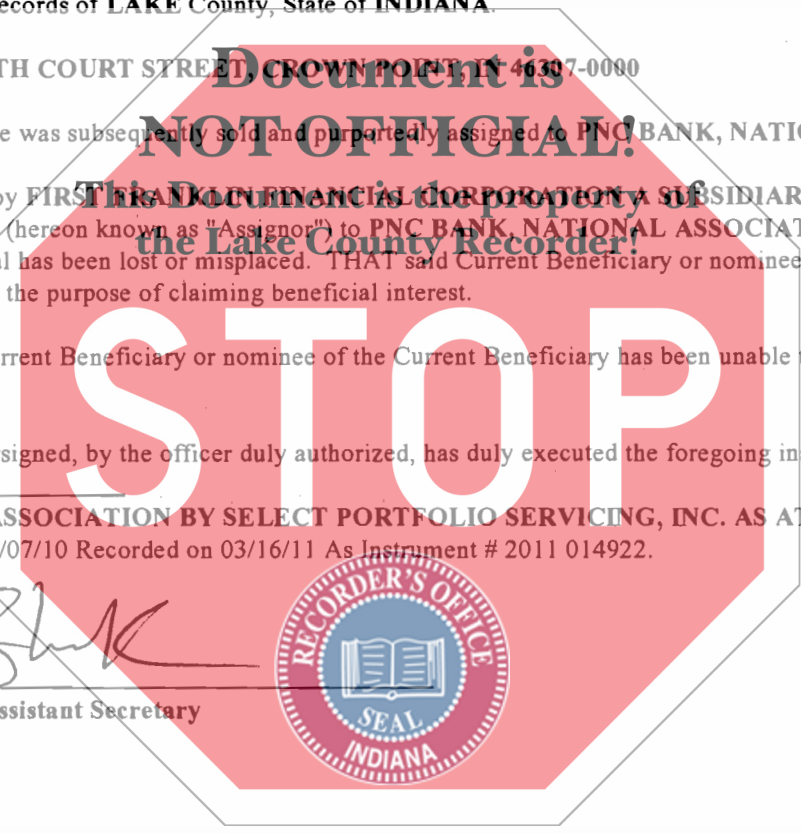 ecords of LAKE County, State of INDIANA.
TH COURT STREET, CROWN POINT, IN 46307-0000
Document is
e was subsequently sold and purportedly assigned to PNC BANK, NATIO
NOT OFFICIAL!
by FIRST FRANKLIN FINANCIAL CORPORATION A SUBSIDIAR
This Document is the property of
(hereon known as "Assignor") to PNC BANK, NATIONAL ASSOCIAT
the Lake County Recorder!
l has been lost or misplaced. THAT said Current Beneficiary or nominee
the purpose of claiming beneficial interest.
STOP
rrent Beneficiary or nominee of the Current Beneficiary has been unable t
rsigned, by the officer duly authorized, has duly executed the foregoing in
ASSOCIATION BY SELECT PORTFOLIO SERVICING, INC. AS AT
/07/10 Recorded on 03/16/11 As Instrument # 2011 014922.
RECORDER'S OFFICE
SEAL
INDIANA
ssistant Secretary